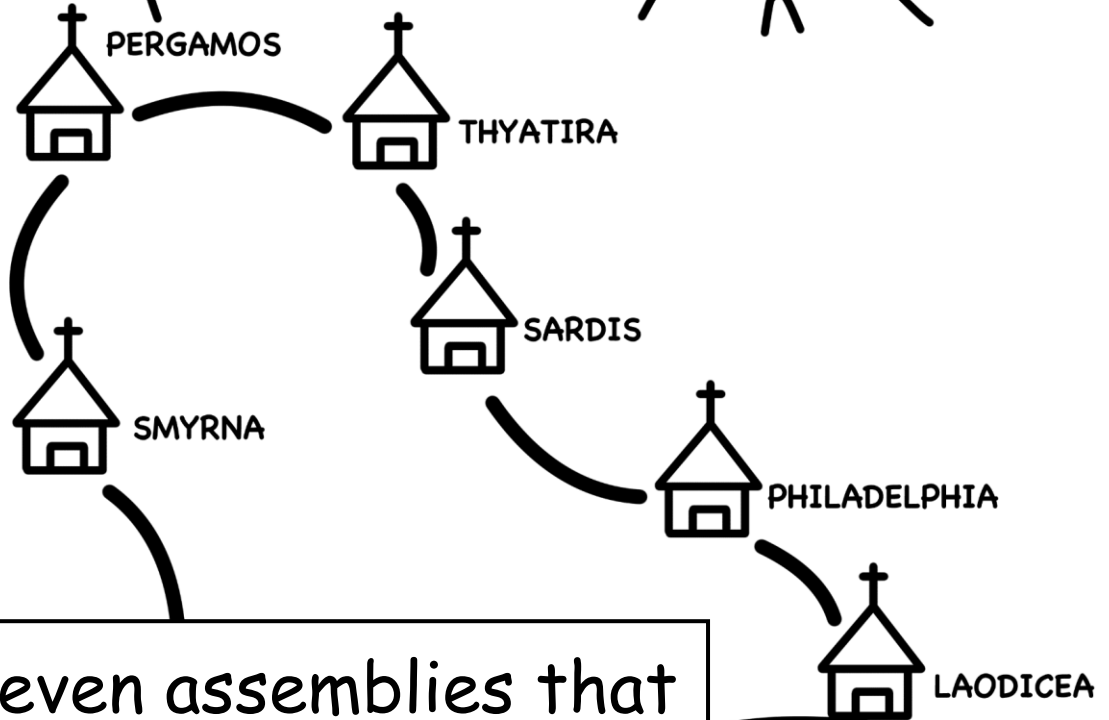 PERGAMOS
THYATIRA
SARDIS
SMYRNA
PHILADELPHIA
LAODICEA
even assemblies that